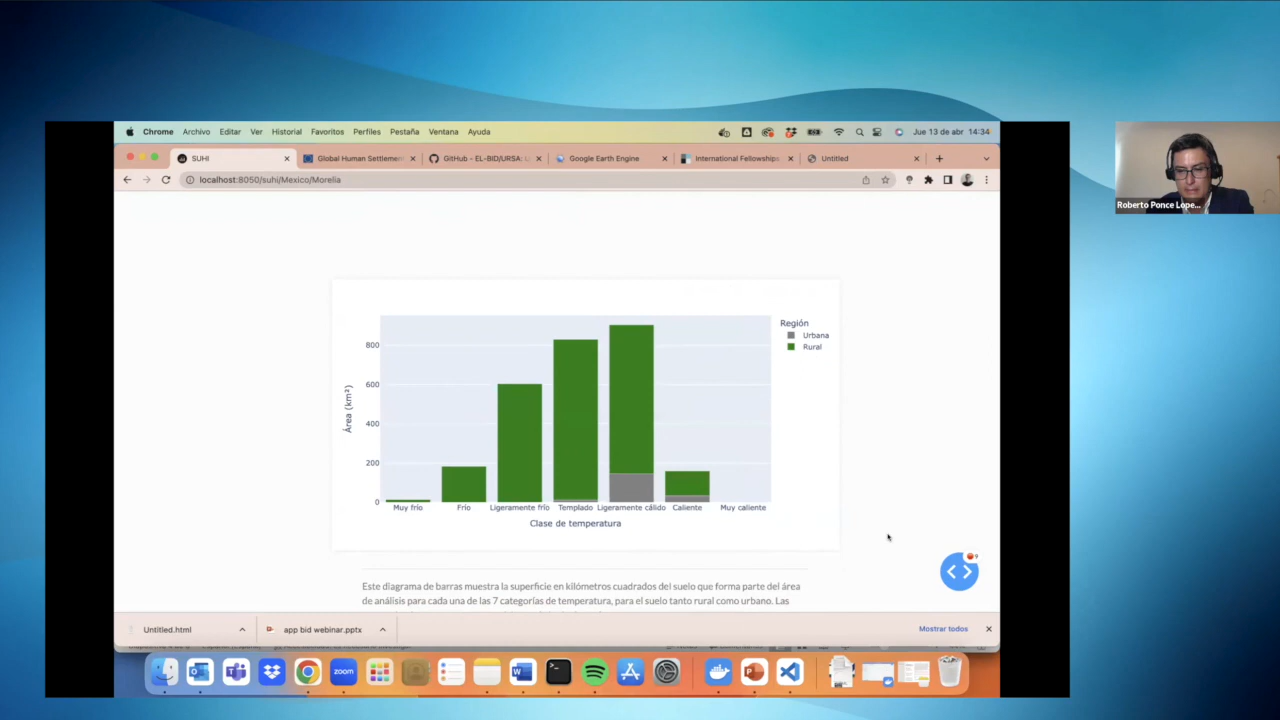 Chrome Archivo Editar Ver Historial Favoritos Perfiles Pestaña Ventana Ayuda Jue 13 de abr 14:34
SUHI Global Human Settleme GitHub - EL-BID/URSA: Google Earth Engine International Fellowships Untitled
localhost:8050/suhi/Mexico/Morelia
Roberto Ponce Lope...
Región
Urbana
Rural
Área (km²)
800
600
400
200
0
Muy frío Frío Ligeramente frío Templado Ligeramente cálido Caliente Muy caliente
Clase de temperatura
9
Este diagrama de barras muestra la superficie en kilómetros cuadrados del suelo que forma parte del área
de análisis para cada una de las 7 categorías de temperatura, para el suelo tanto rural como urbano. Las
Untitled.html app bid webinar.pptx Mostrar todos
zoom